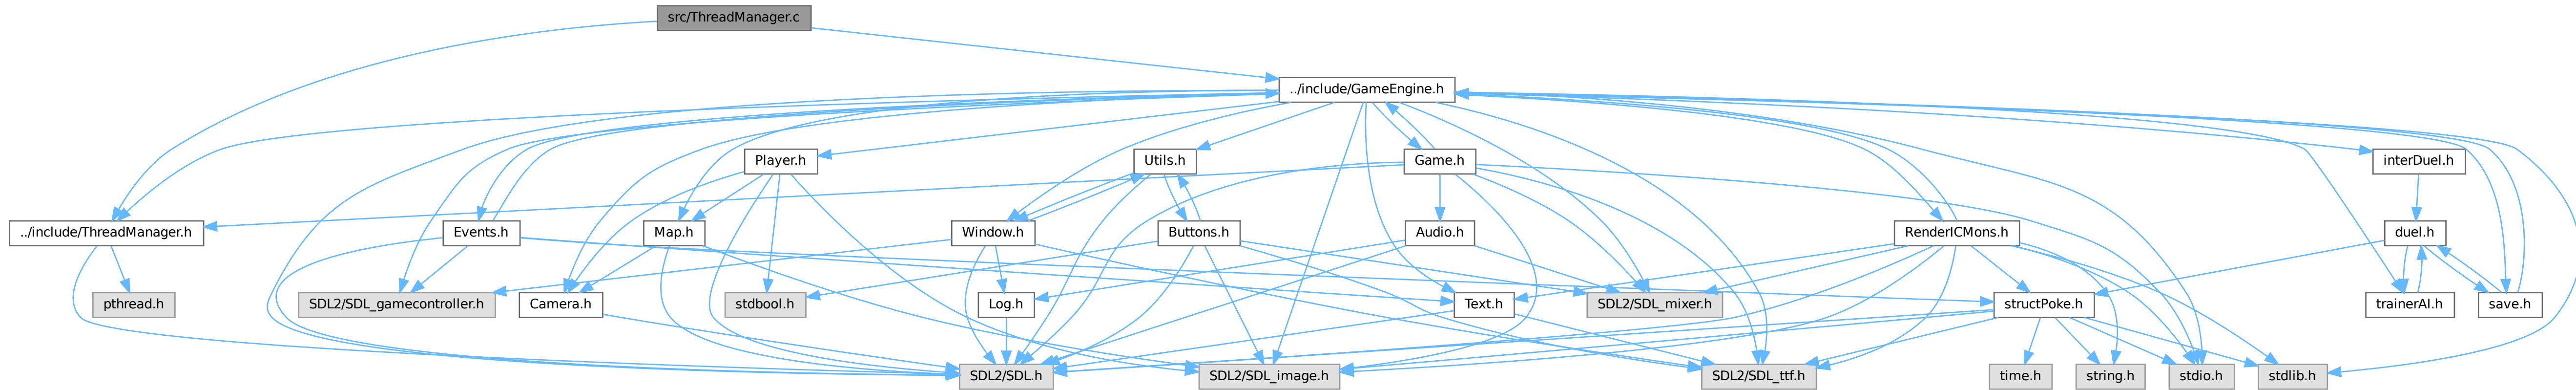 src/ThreadManager.c
../include/GameEngine.h
Player.h
Utils.h
Game.h
interDuel.h
../include/ThreadManager.h
Events.h
Map.h
Window.h
Buttons.h
Audio.h
RenderICMons.h
duel.h
pthread.h
SDL2/SDL_gamecontroller.h
Camera.h
stdbool.h
Log.h
Text.h
SDL2/SDL_mixer.h
structPoke.h
trainerAI.h
save.h
SDL2/SDL.h
SDL2/SDL_image.h
SDL2/SDL_ttf.h
time.h
string.h
stdio.h
stdlib.h